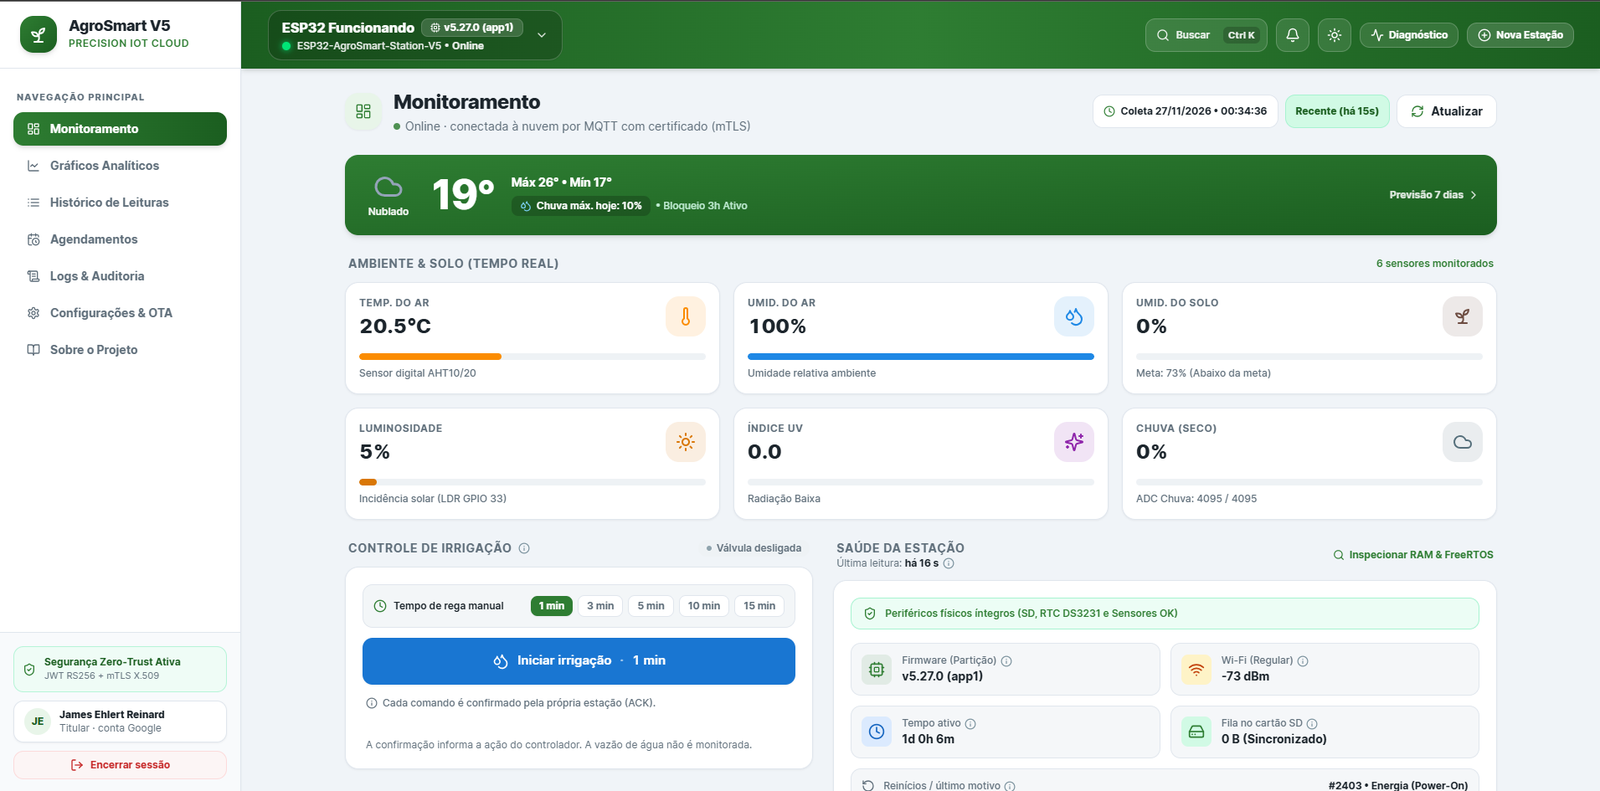 AgroSmart V5
PRECISION IOT CLOUD
NAVEGAÇÃO PRINCIPAL
Monitoramento
Gráficos Analíticos
Histórico de Leituras
Agendamentos
Logs & Auditoria
Configurações & OTA
Sobre o Projeto
Segurança Zero-Trust Ativa
JWT RS256 + mTLS X.509
JE
James Ehlert Reinard
Titular · conta Google
Encerrar sessão
ESP32 Funcionando v5.27.0 (app1)
ESP32-AgroSmart-Station-V5 • Online
Buscar Ctrl K
Diagnóstico
Nova Estação
Monitoramento
Online · conectada à nuvem por MQTT com certificado (mTLS)
Coleta 27/11/2026 • 00:34:36
Recente (há 15s)
Atualizar
Nublado
19°
Máx 26° • Mín 17°
Chuva máx. hoje: 10% • Bloqueio 3h Ativo
Previsão 7 dias
AMBIENTE & SOLO (TEMPO REAL)
6 sensores monitorados
TEMP. DO AR
20.5°C
Sensor digital AHT10/20
UMID. DO AR
100%
Umidade relativa ambiente
UMID. DO SOLO
0%
Meta: 73% (Abaixo da meta)
LUMINOSIDADE
5%
Incidência solar (LDR GPIO 33)
ÍNDICE UV
0.0
Radiação Baixa
CHUVA (SECO)
0%
ADC Chuva: 4095 / 4095
CONTROLE DE IRRIGAÇÃO
Válvula desligada
Tempo de rega manual
1 min
3 min
5 min
10 min
15 min
Iniciar irrigação · 1 min
Cada comando é confirmado pela própria estação (ACK).
A confirmação informa a ação do controlador. A vazão de água não é monitorada.
SAÚDE DA ESTAÇÃO
Última leitura: há 16 s
Inspecionar RAM & FreeRTOS
Periféricos físicos íntegros (SD, RTC DS3231 e Sensores OK)
Firmware (Partição)
v5.27.0 (app1)
Wi-Fi (Regular)
-73 dBm
Tempo ativo
1d 0h 6m
Fila no cartão SD
0 B (Sincronizado)
Reinícios / último motivo
#2403 • Energia (Power-On)